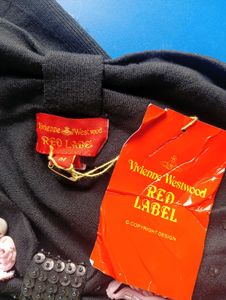 Vivienne Westwood
RED LABEL
M
Vivienne Westwood
RED
LABEL
© COPYRIGHT DESIGN